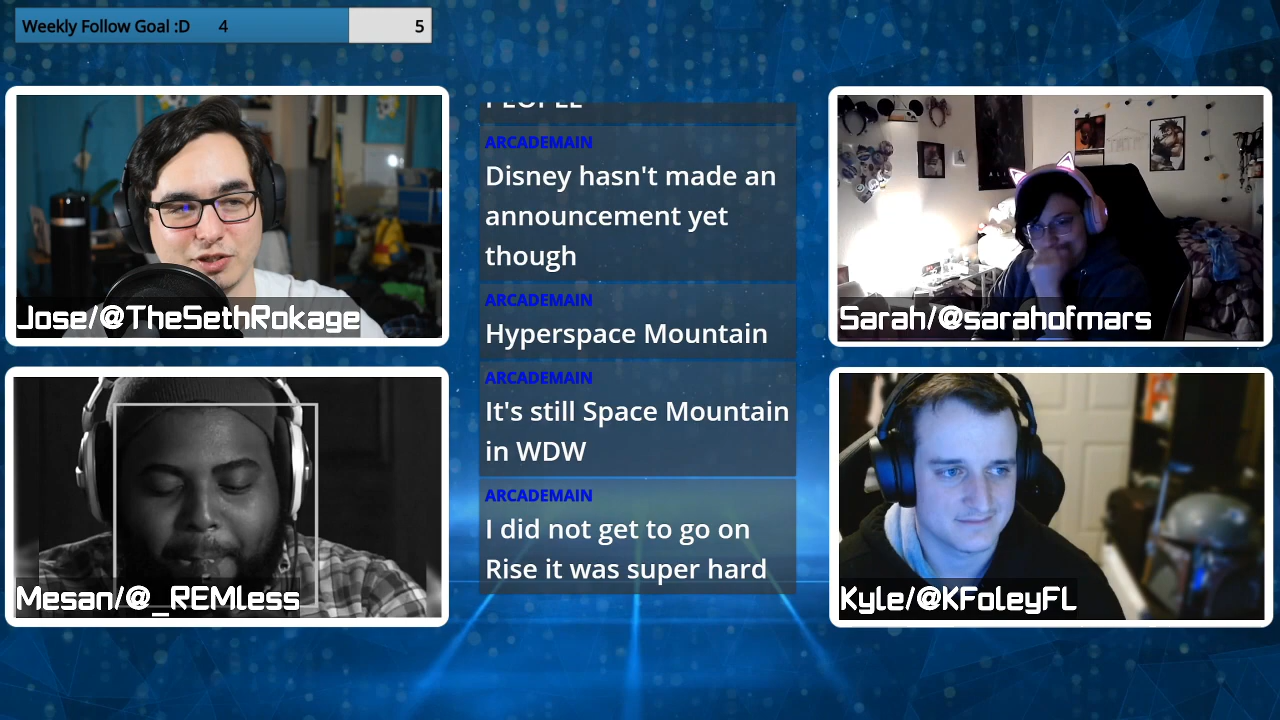 Weekly Follow Goal :D 4 5
PEOPLE
ARCADEMAIN
Disney hasn't made an
announcement yet
though
ARCADEMAIN
Hyperspace Mountain
ARCADEMAIN
It's still Space Mountain
in WDW
ARCADEMAIN
I did not get to go on
Rise it was super hard
Jose/@TheSethRokage
Sarah/@sarahofmars
Mesan/@_REMless
Kyle/@KFoleyFL